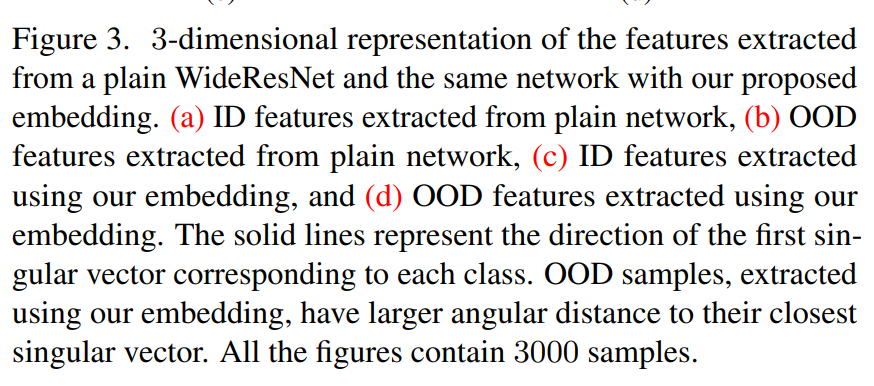 Figure 3. 3-dimensional representation of the features extracted
from a plain WideResNet and the same network with our proposed
embedding. (a) ID features extracted from plain network, (b) OOD
features extracted from plain network, (c) ID features extracted
using our embedding, and (d) OOD features extracted using our
embedding. The solid lines represent the direction of the first sin-
gular vector corresponding to each class. OOD samples, extracted
using our embedding, have larger angular distance to their closest
singular vector. All the figures contain 3000 samples.